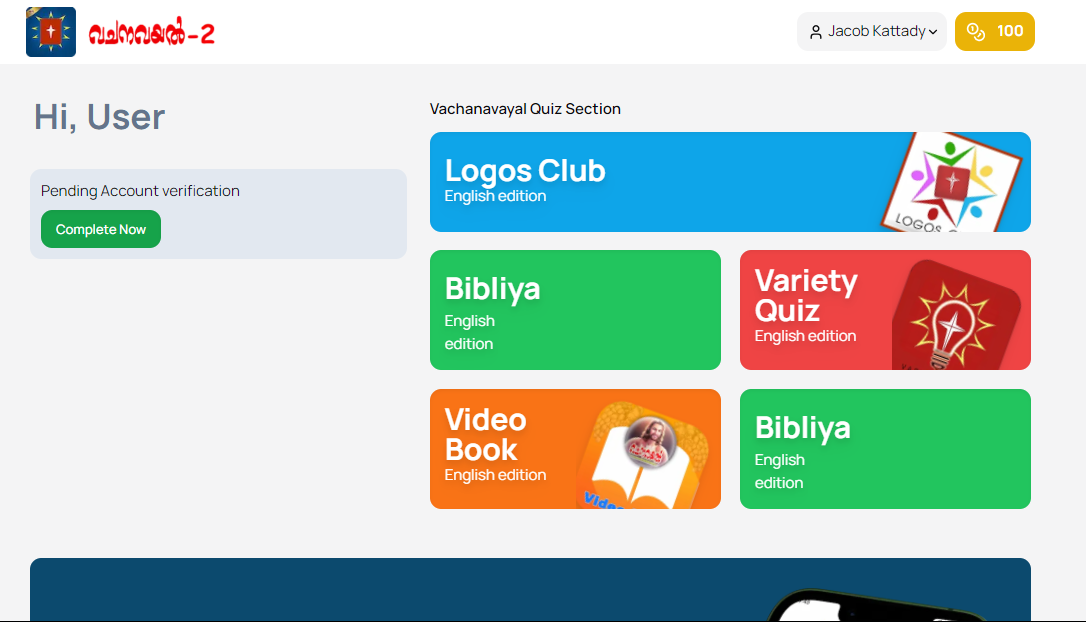 വചനവയൽ-2
Jacob Kattady
100
Hi, User
Pending Account verification
Complete Now
Vachanavayal Quiz Section
Logos Club
English edition
LOGOS
Bibliya
English
edition
Variety
Quiz
English edition
Video
Book
English edition
Video
Bibliya
English
edition